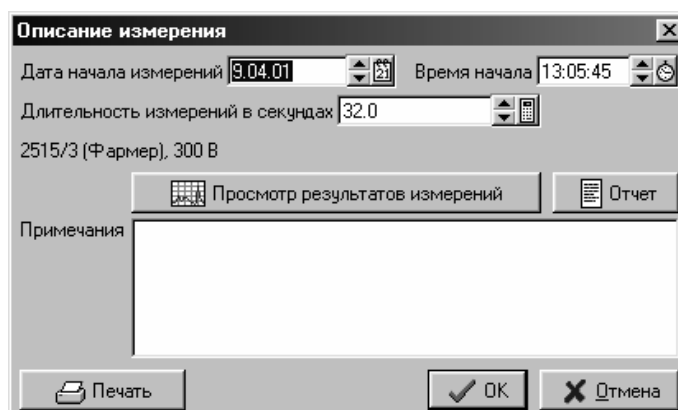 Описание измерения
Дата начала измерений 9.04.01 21 Время начала 13:05:45
Длительность измерений в секундах 32.0
2515/3 (Фармер), 300 В
Просмотр результатов измерений Отчет
Примечания
Печать OK Отмена